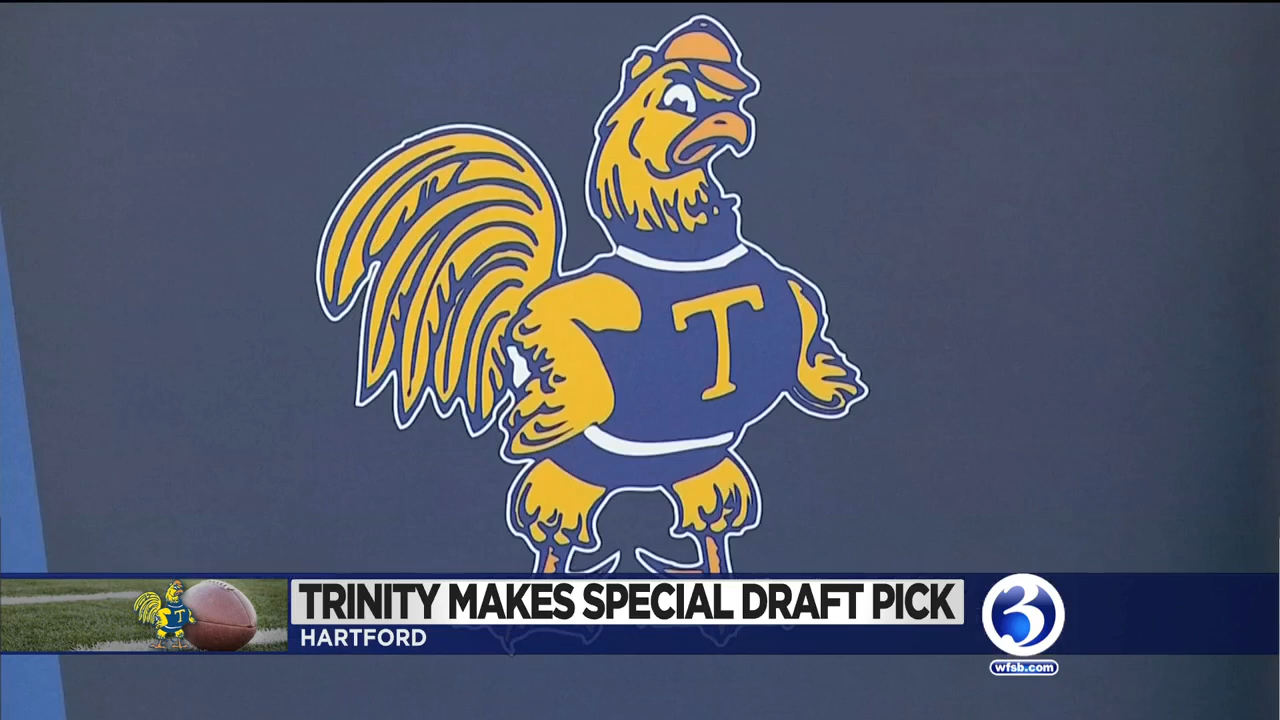 T
TRINITY MAKES SPECIAL DRAFT PICK
HARTFORD
T
3
wfsb.com